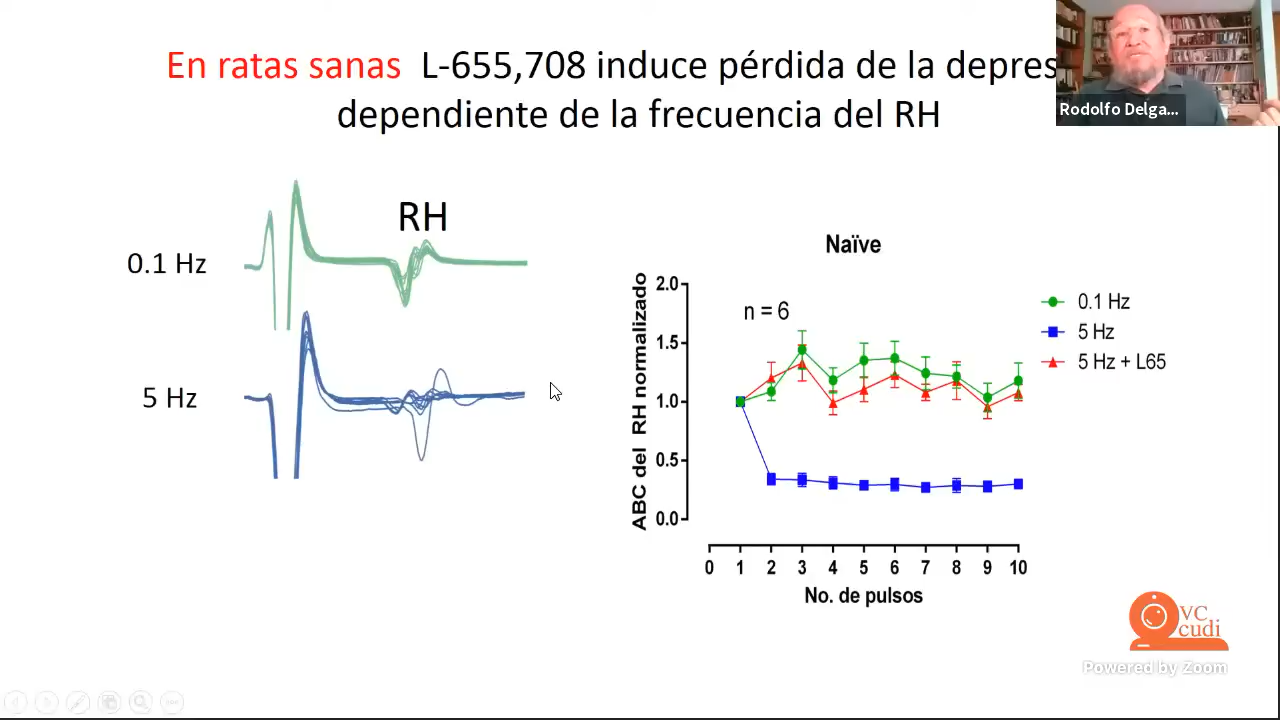 En ratas sanas L-655,708 induce pérdida de la depres
dependiente de la frecuencia del RH
Rodolfo Delga...
RH
0.1 Hz
5 Hz
Naïve
ABC del RH normalizado
2.0
1.5
1.0
0.5
0.0
n = 6
0.1 Hz
5 Hz
5 Hz + L65
0 1 2 3 4 5 6 7 8 9 10
No. de pulsos
VC
cudi
Powered by Zoom